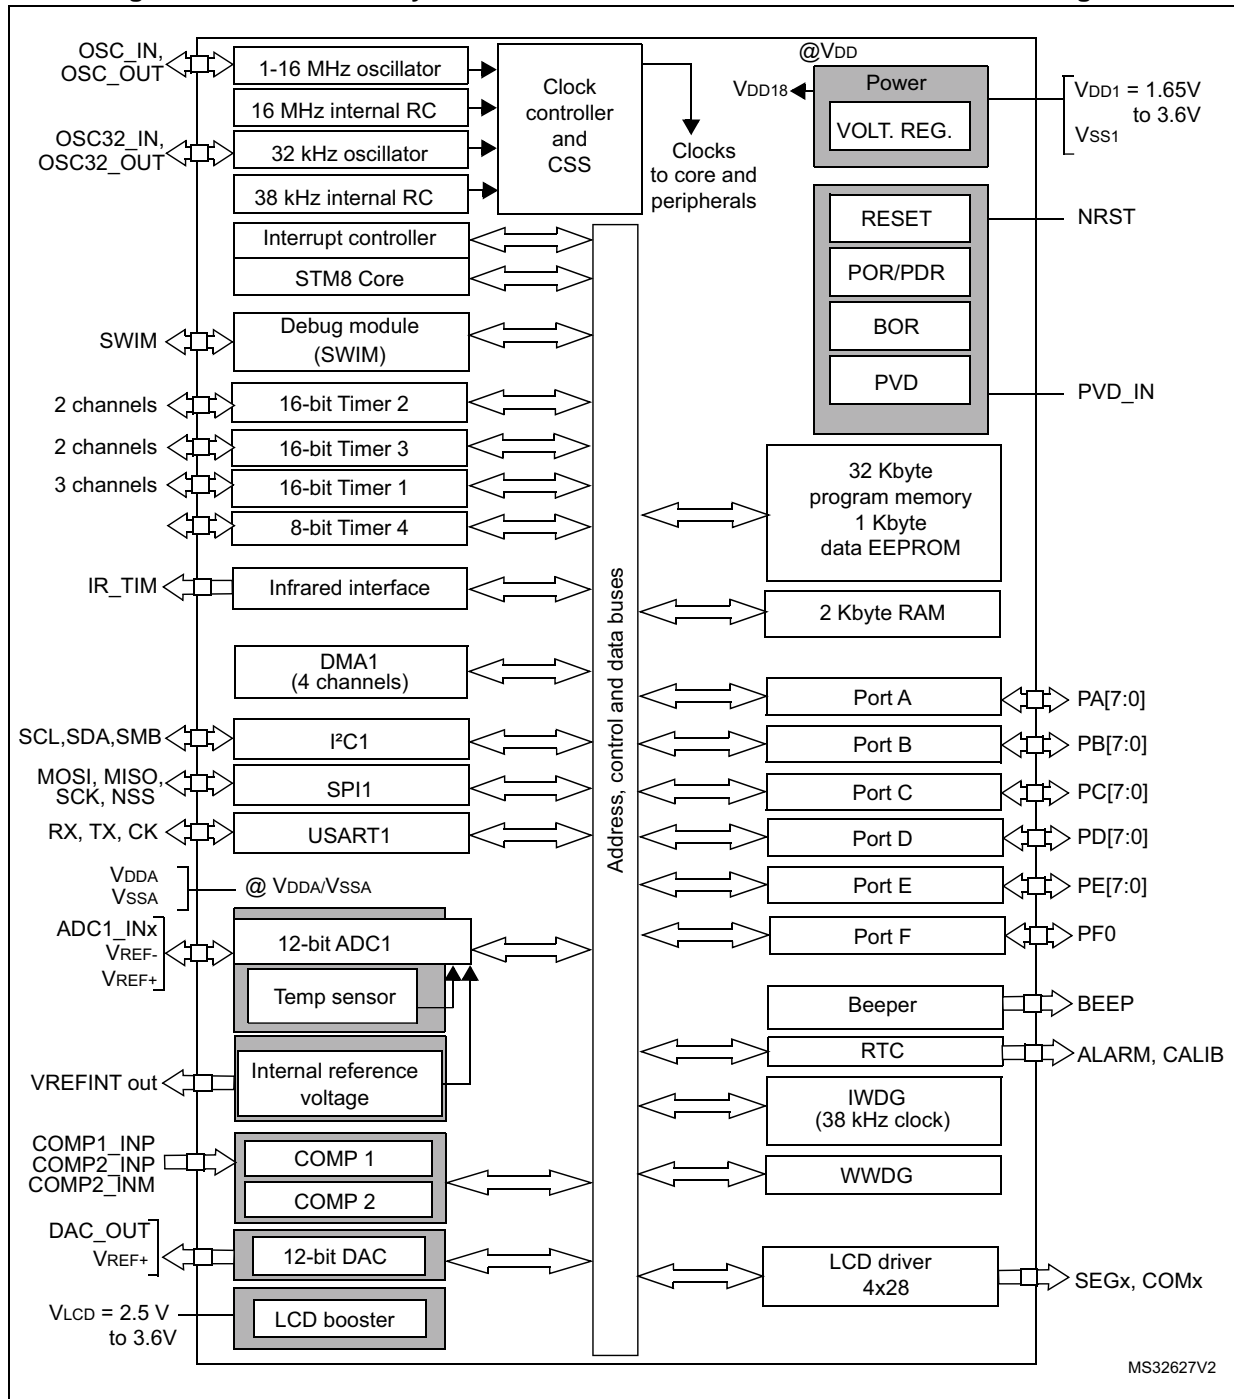 OSC_IN,
OSC_OUT
1-16 MHz oscillator
16 MHz internal RC
OSC32_IN,
OSC32_OUT
32 kHz oscillator
38 kHz internal RC
Clock
controller
and
CSS
Clocks
to core and
peripherals
@VDD
VDD18
Power
VOLT. REG.
VDD1 = 1.65V
to 3.6V
VSS1
RESET
NRST
POR/PDR
BOR
PVD
PVD_IN
Interrupt controller
STM8 Core
SWIM
Debug module
(SWIM)
2 channels
16-bit Timer 2
2 channels
16-bit Timer 3
3 channels
16-bit Timer 1
8-bit Timer 4
IR_TIM
Infrared interface
DMA1
(4 channels)
SCL,SDA,SMB
I²C1
MOSI, MISO,
SCK, NSS
SPI1
RX, TX, CK
USART1
VDDA
VSSA
@ VDDA/VSSA
ADC1_INx
VREF-
VREF+
12-bit ADC1
Temp sensor
VREFINT out
Internal reference
voltage
COMP1_INP
COMP2_INP
COMP2_INM
COMP 1
COMP 2
DAC_OUT
VREF+
12-bit DAC
VLCD = 2.5 V
to 3.6V
LCD booster
Address, control and data buses
32 Kbyte
program memory
1 Kbyte
data EEPROM
2 Kbyte RAM
Port A
PA[7:0]
Port B
PB[7:0]
Port C
PC[7:0]
Port D
PD[7:0]
Port E
PE[7:0]
Port F
PF0
Beeper
BEEP
RTC
ALARM, CALIB
IWDG
(38 kHz clock)
WWDG
LCD driver
4x28
SEGx, COMx
MS32627V2